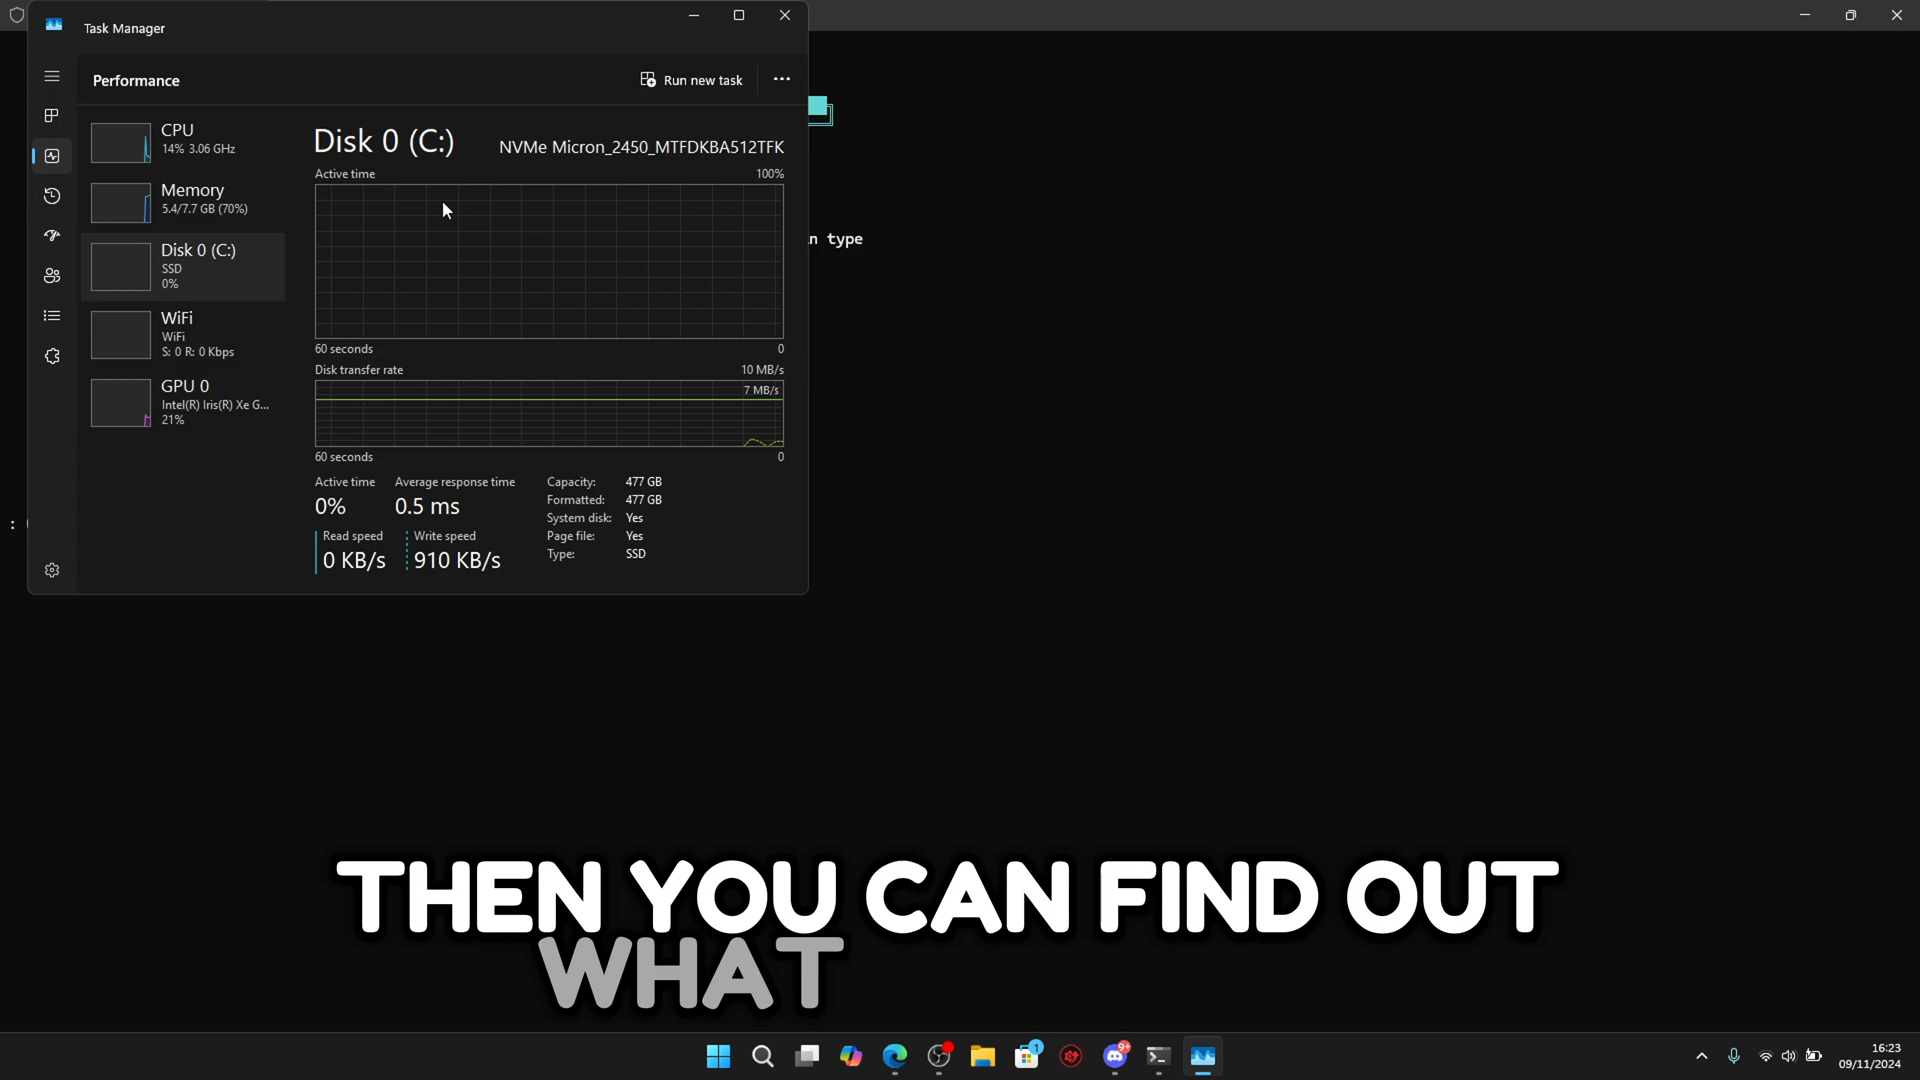 Task Manager
Performance
Run new task
CPU
14% 3.06 GHz
Memory
5.4/7.7 GB (70%)
Disk 0 (C:)
SSD
0%
WiFi
WiFi
S: 0 R: 0 Kbps
GPU 0
Intel(R) Iris(R) Xe G...
21%
Disk 0 (C:)
NVMe Micron_2450_MTFDKBA512TFK
Active time
100%
60 seconds
0
Disk transfer rate
10 MB/s
7 MB/s
60 seconds
0
Active time
0%
Average response time
0.5 ms
Read speed
0 KB/s
Write speed
910 KB/s
Capacity: 477 GB
Formatted: 477 GB
System disk: Yes
Page file: Yes
Type: SSD
type
:
THEN YOU CAN FIND OUT
WHAT
1
9+
16:23
09/11/2024